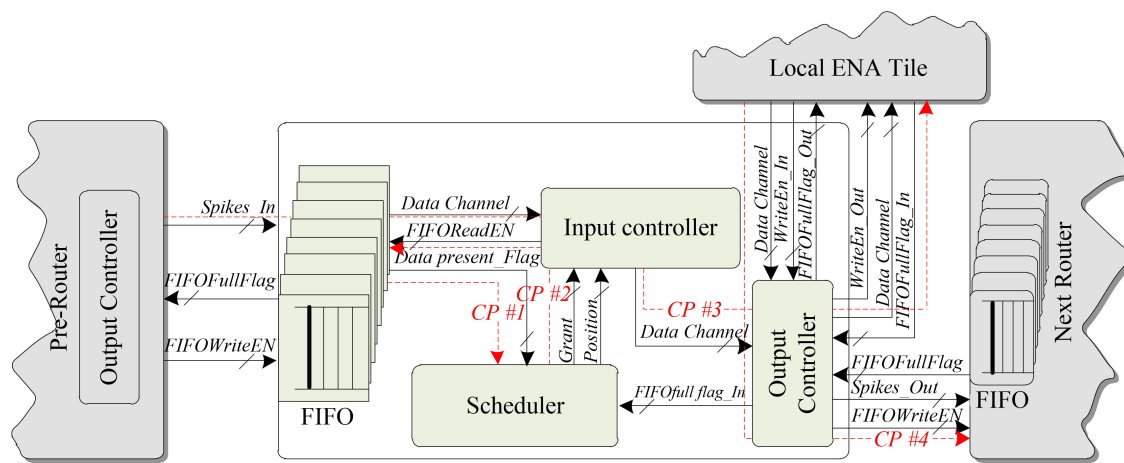 Local ENA Tile
Pre-Router
Output Controller
Spikes_In
FIFOFullFlag
FIFOWriteEN
FIFO
Data Channel
FIFOReadEN
Data present_Flag
Input controller
CP #1
CP #2
Grant
Position
Scheduler
CP #3
Data Channel
FIFOfull flag_In
Data Channel
WriteEn_In
FIFOFullFlag_Out
WriteEn_Out
Data Channel
FIFOFullFlag_In
Output
Controller
FIFOFullFlag
Spikes_Out
FIFOWriteEN
CP #4
FIFO
Next Router